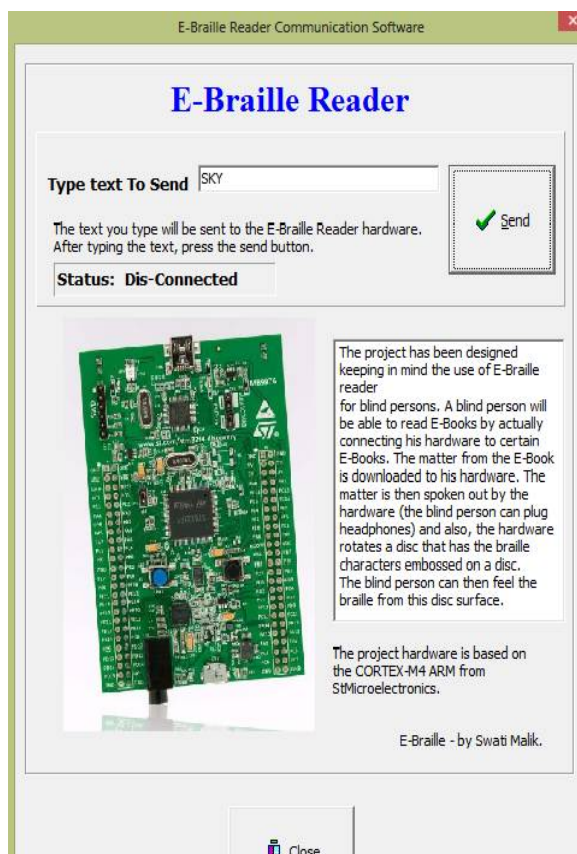 E-Braille Reader Communication Software
E-Braille Reader
Type text To Send
SKY
Send
The text you type will be sent to the E-Braille Reader hardware.
After typing the text, press the send button.
Status: Dis-Connected
The project has been designed
keeping in mind the use of E-Braille
reader
for blind persons. A blind person will
be able to read E-Books by actually
connecting his hardware to certain
E-Books. The matter from the E-Book
is downloaded to his hardware. The
matter is then spoken out by the
hardware (the blind person can plug
headphones) and also, the hardware
rotates a disc that has the braille
characters embossed on a disc.
The blind person can then feel the
braille from this disc surface.
The project hardware is based on
the CORTEX-M4 ARM from
StMicroelectronics.
E-Braille - by Swati Malik.
Close